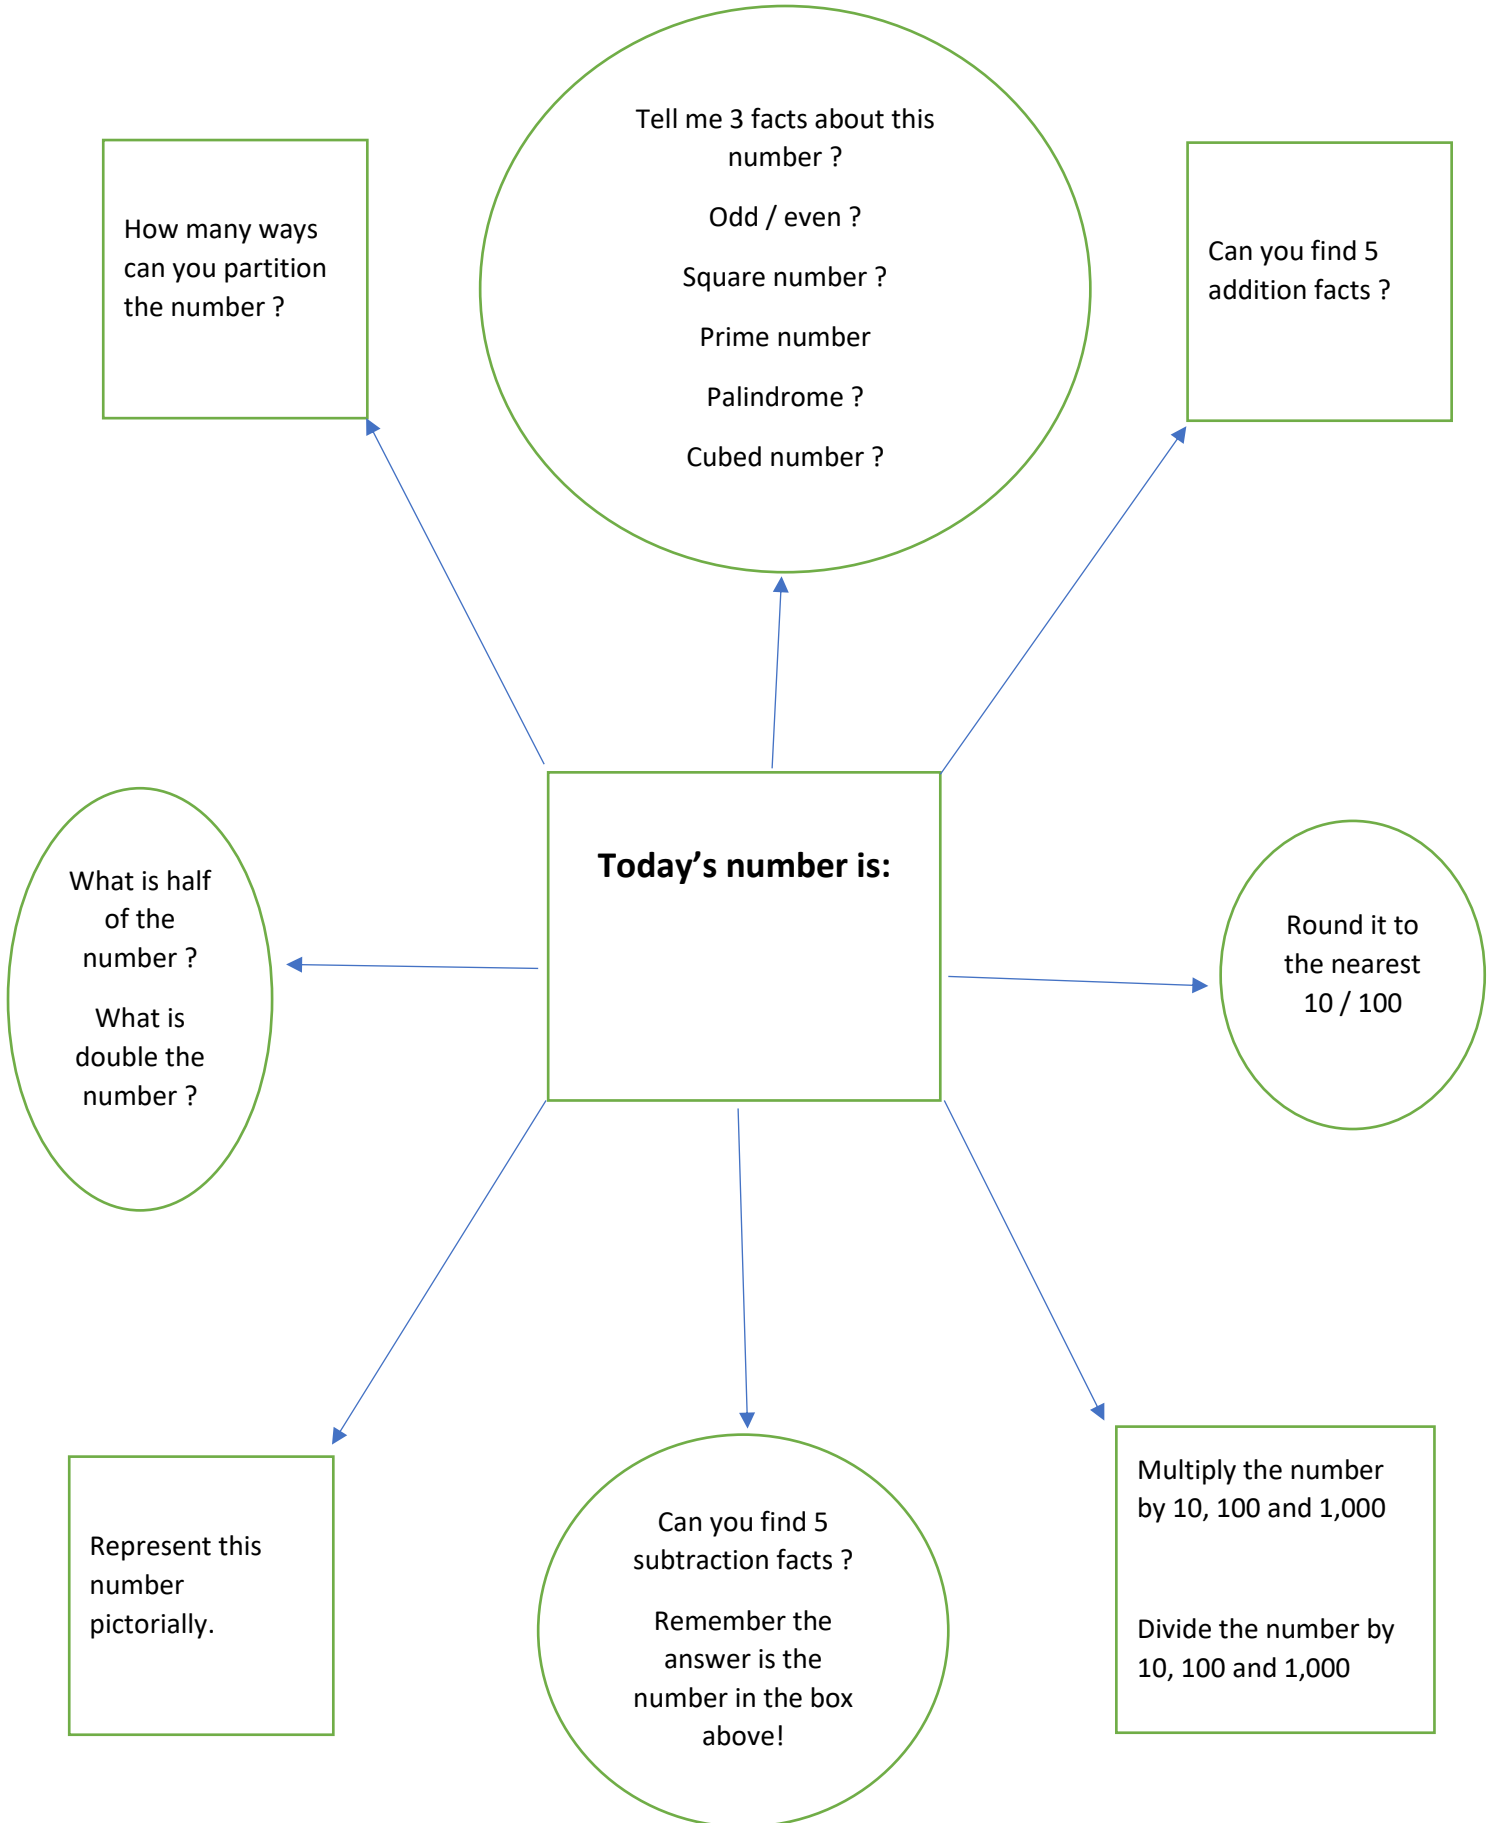 Tell me 3 facts about this
number ?
Odd / even ?
Square number ?
Prime number
Palindrome ?
Cubed number ?
How many ways
can you partition
the number ?
Can you find 5
addition facts ?
Today's number is:
What is half
of the
number ?
What is
double the
number ?
Round it to
the nearest
10 / 100
Represent this
number
pictorially.
Can you find 5
subtraction facts ?
Remember the
answer is the
number in the box
above!
Multiply the number
by 10, 100 and 1,000
Divide the number by
10, 100 and 1,000